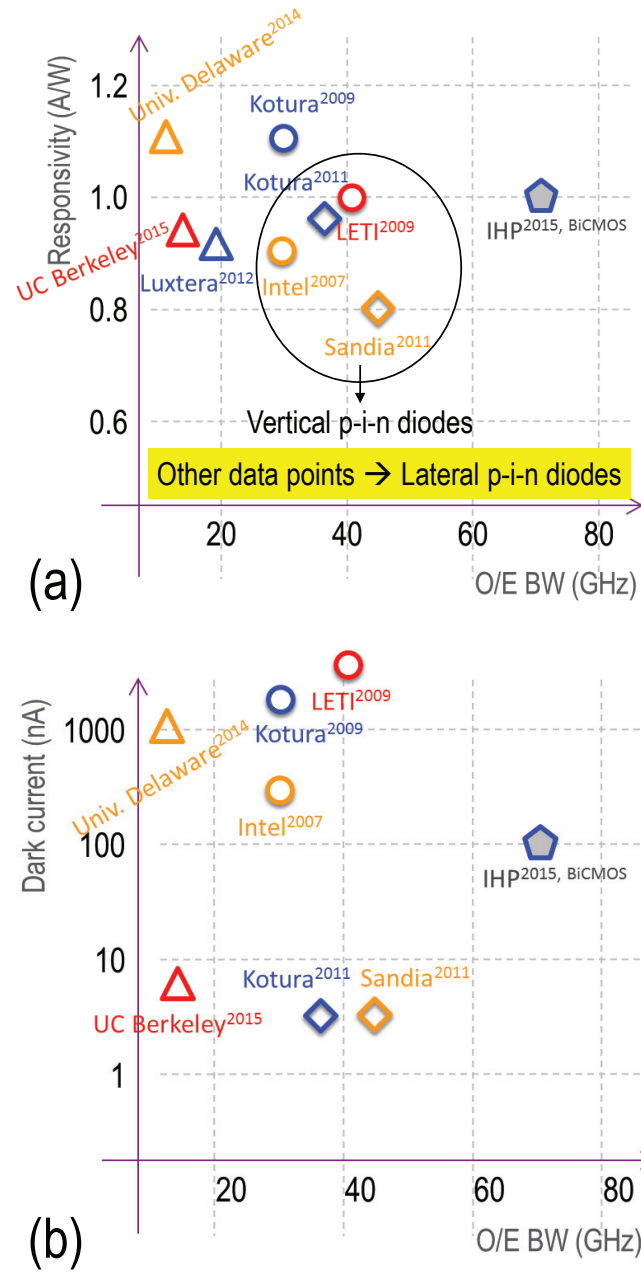 Responsivity (A/W)
Univ. Delaware2014
1.2
Kotura2009
Kotura2011
1.0
LETI2009
IHP2015, BiCMOS
UC Berkeley2015
Luxtera2012
Intel2007
0.8
Sandia2011
0.6
Vertical p-i-n diodes
Other data points → Lateral p-i-n diodes
20 40 60 80
(a)
O/E BW (GHz)
Dark current (nA)
LETI2009
1000
Kotura2009
Univ. Delaware2014
Intel2007
100
IHP2015, BiCMOS
10
Kotura2011
Sandia2011
UC Berkeley2015
1
20 40 60 80
(b)
O/E BW (GHz)